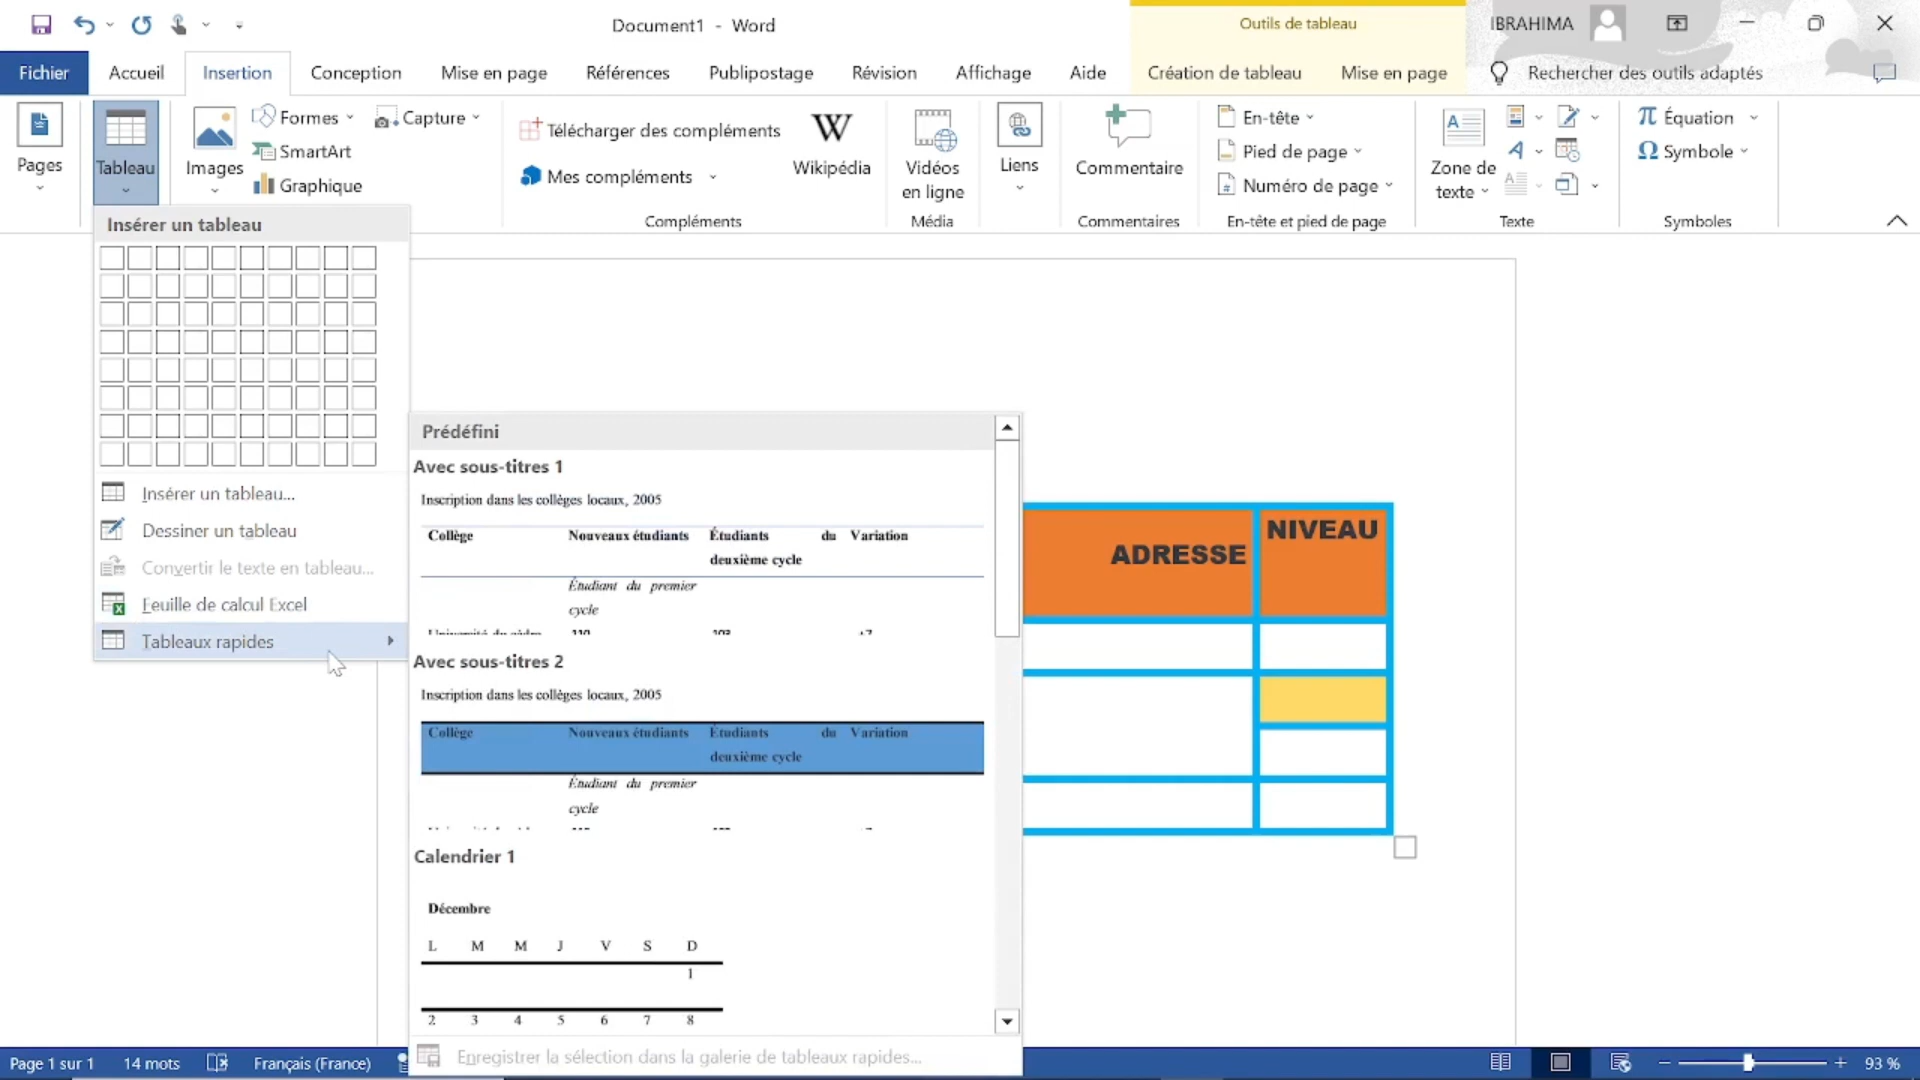 Document1 - Word
Outils de tableau
IBRAHIMA
Fichier
Accueil
Insertion
Conception
Mise en page
Références
Publipostage
Révision
Affichage
Aide
Création de tableau
Mise en page
Rechercher des outils adaptés
Pages
Tableau
Images
Formes
SmartArt
Graphique
Capture
Télécharger des compléments
Mes compléments
W
Wikipédia
Compléments
Vidéos
en ligne
Média
Liens
Commentaire
Commentaires
En-tête
Pied de page
Numéro de page
En-tête et pied de page
Zone de
texte
Texte
π Équation
Ω Symbole
Symboles
Insérer un tableau
Insérer un tableau...
Dessiner un tableau
Convertir le texte en tableau...
Feuille de calcul Excel
Tableaux rapides
Prédéfini
Avec sous-titres 1
Inscription dans les collèges locaux, 2005
Collège Nouveaux étudiants Étudiants du Variation
deuxième cycle
Étudiant du premier
cycle
Avec sous-titres 2
Inscription dans les collèges locaux, 2005
Collège Nouveaux étudiants Étudiants du Variation
deuxième cycle
Étudiant du premier
cycle
Calendrier 1
Décembre
L M M J V S D
1
2 3 4 5 6 7 8
Enregistrer la sélection dans la galerie de tableaux rapides...
ADRESSE
NIVEAU
Page 1 sur 1
14 mots
Français (France)
93 %